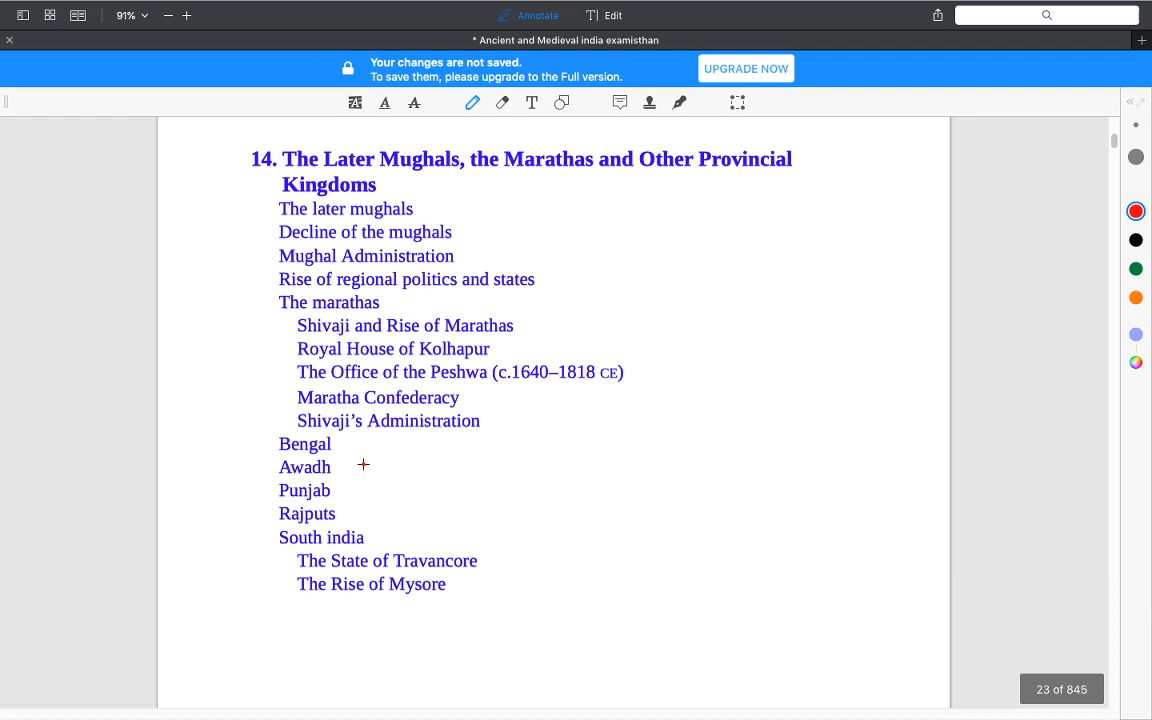 91%
Annotate
Edit
* Ancient and Medieval india examisthan
Your changes are not saved.
To save them, please upgrade to the Full version.
UPGRADE NOW
14. The Later Mughals, the Marathas and Other Provincial
Kingdoms
The later mughals
Decline of the mughals
Mughal Administration
Rise of regional politics and states
The marathas
Shivaji and Rise of Marathas
Royal House of Kolhapur
The Office of the Peshwa (c.1640–1818 CE)
Maratha Confederacy
Shivaji’s Administration
Bengal
Awadh
Punjab
Rajputs
South india
The State of Travancore
The Rise of Mysore
23 of 845